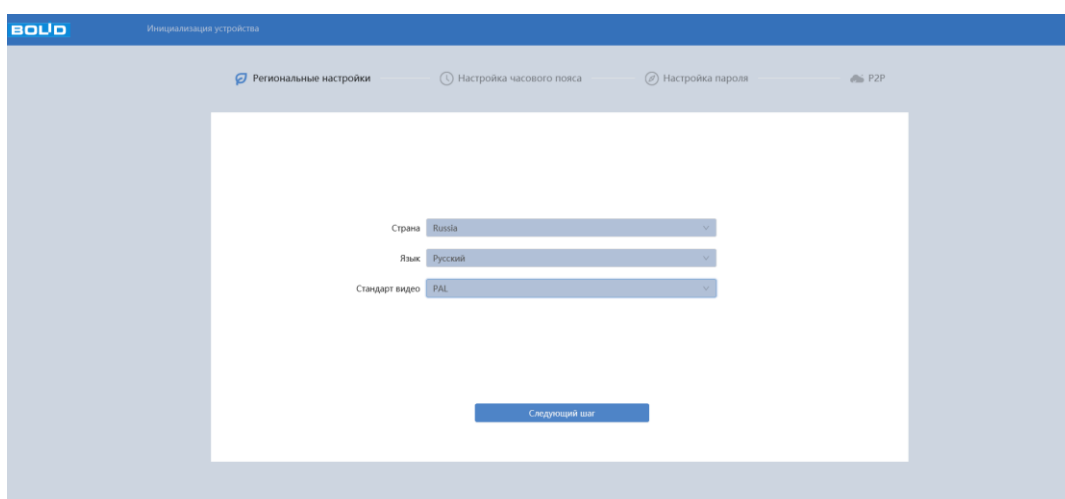 BOLID Инициализация устройства
Региональные настройки Настройка часового пояса Настройка пароля P2P
Страна Russia
Язык Русский
Стандарт видео PAL
Следующий шаг